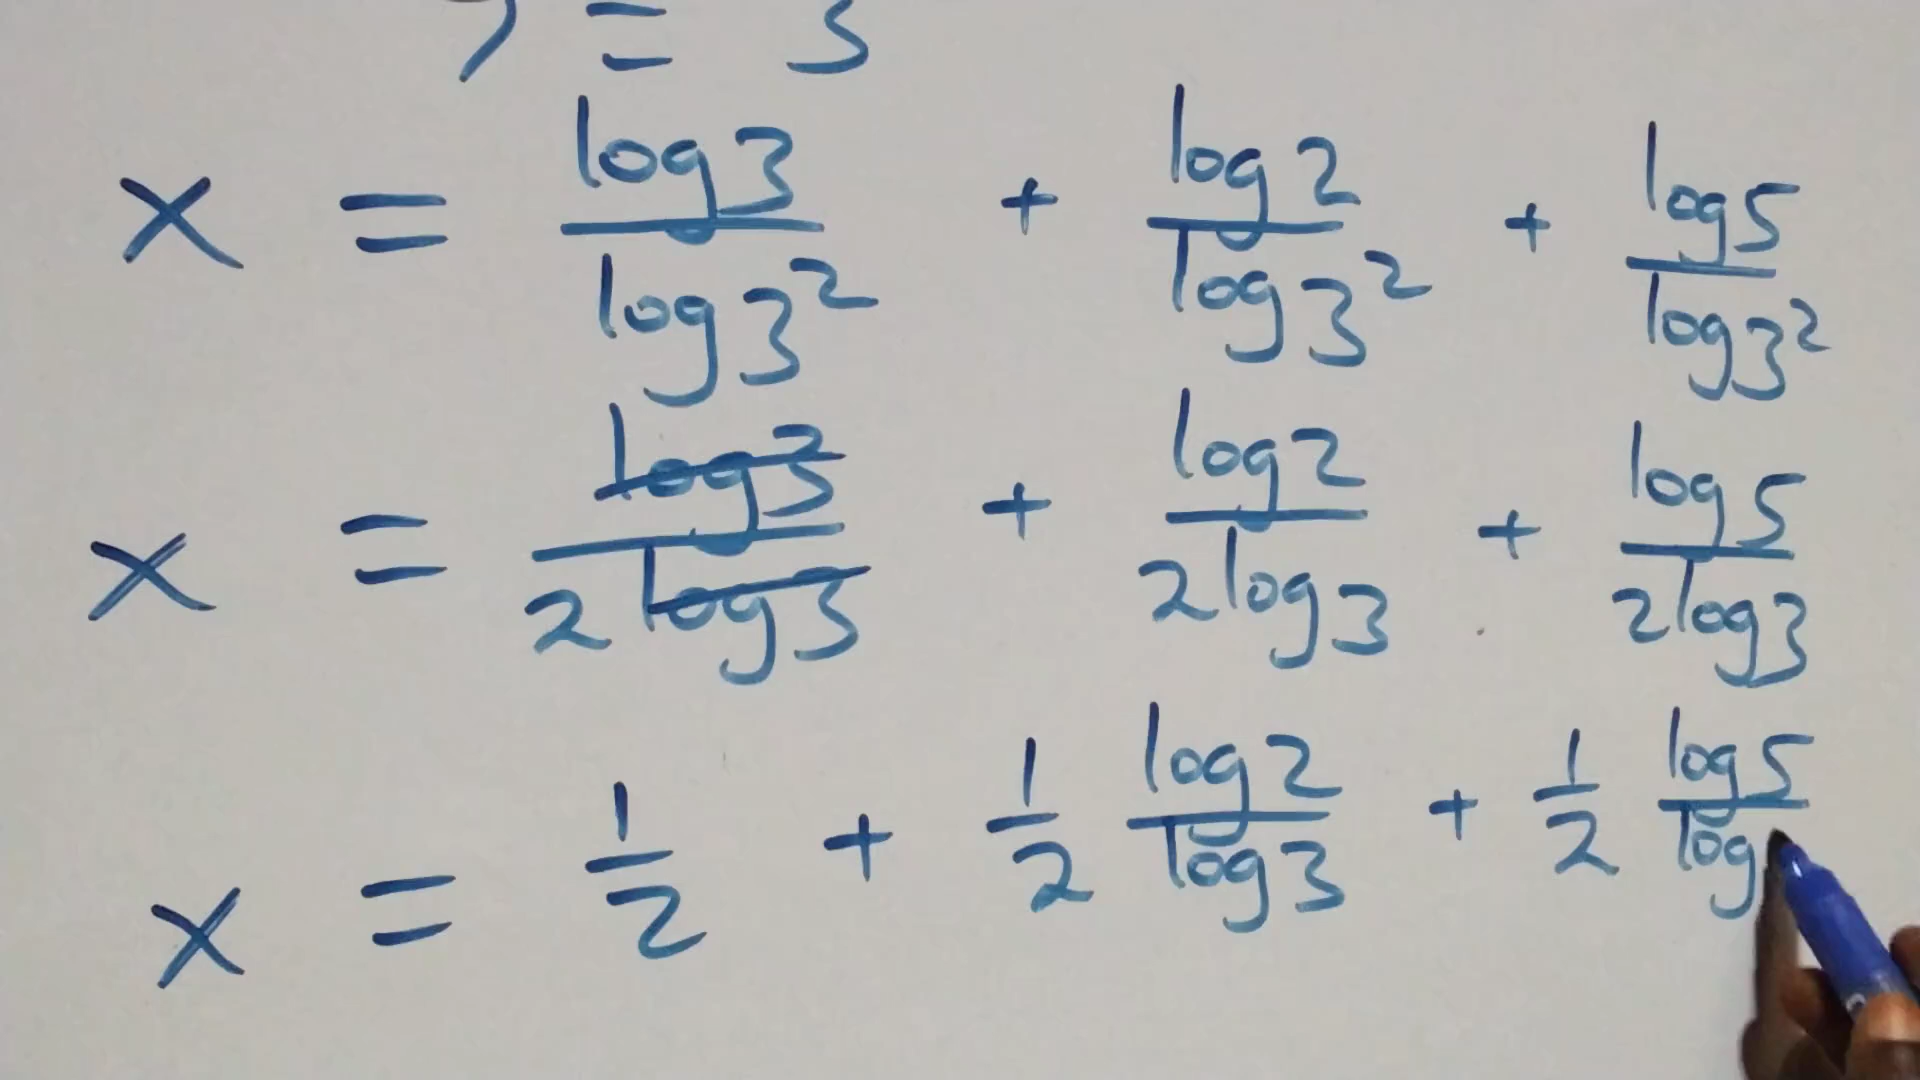 = 3
x = log3/log3² + log2/log3² + log5/log3²
x = log3/2log3 + log2/2log3 + log5/2log3
x = 1/2 + 1/2 log2/log3 + 1/2 log5/log